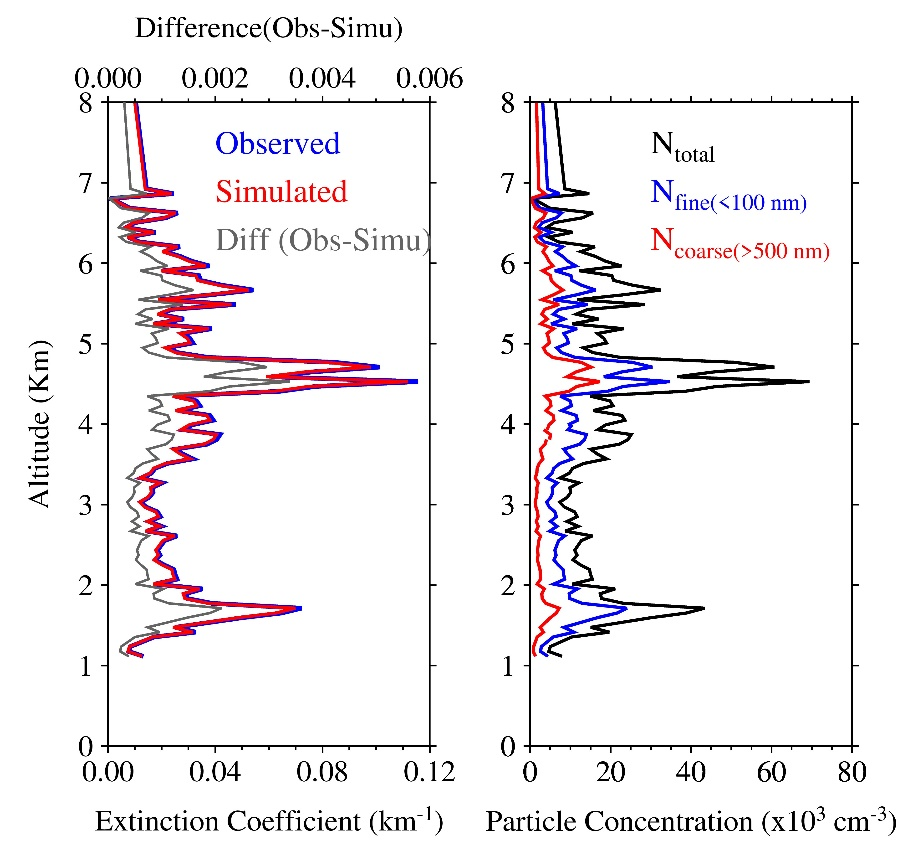 Difference(Obs-Simu)
0.000 0.002 0.004 0.006
8
7
6
5
4
3
2
1
0
Altitude (Km)
Observed
Simulated
Diff (Obs-Simu)
0.00 0.04 0.08 0.12
Extinction Coefficient (km⁻¹)
8
7
6
5
4
3
2
1
0
N_total
N_fine(<100 nm)
N_coarse(>500 nm)
0 20 40 60 80
Particle Concentration (x10³ cm⁻³)